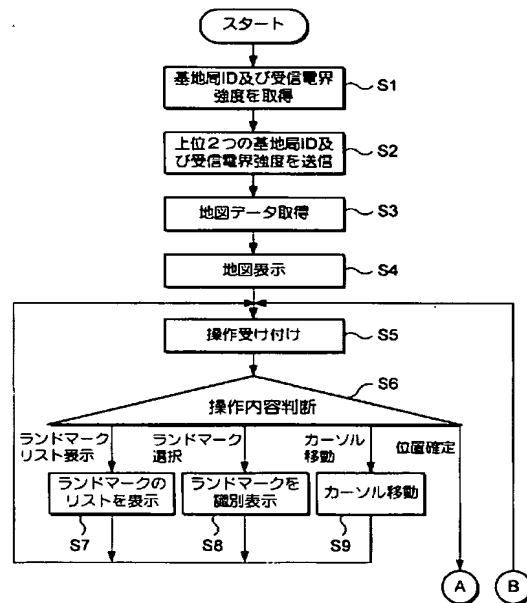 スタート
基地局ID及び受信電界
強度を取得
S1
上位2つの基地局ID及
び受信電界強度を送信
S2
地図データ取得
S3
地図表示
S4
操作受け付け
S5
S6
操作内容判断
ランドマーク
リスト表示
ランドマーク
選択
カーソル
移動
位置確定
ランドマークの
リストを表示
ランドマークを
識別表示
カーソル移動
S7
S8
S9
A
B